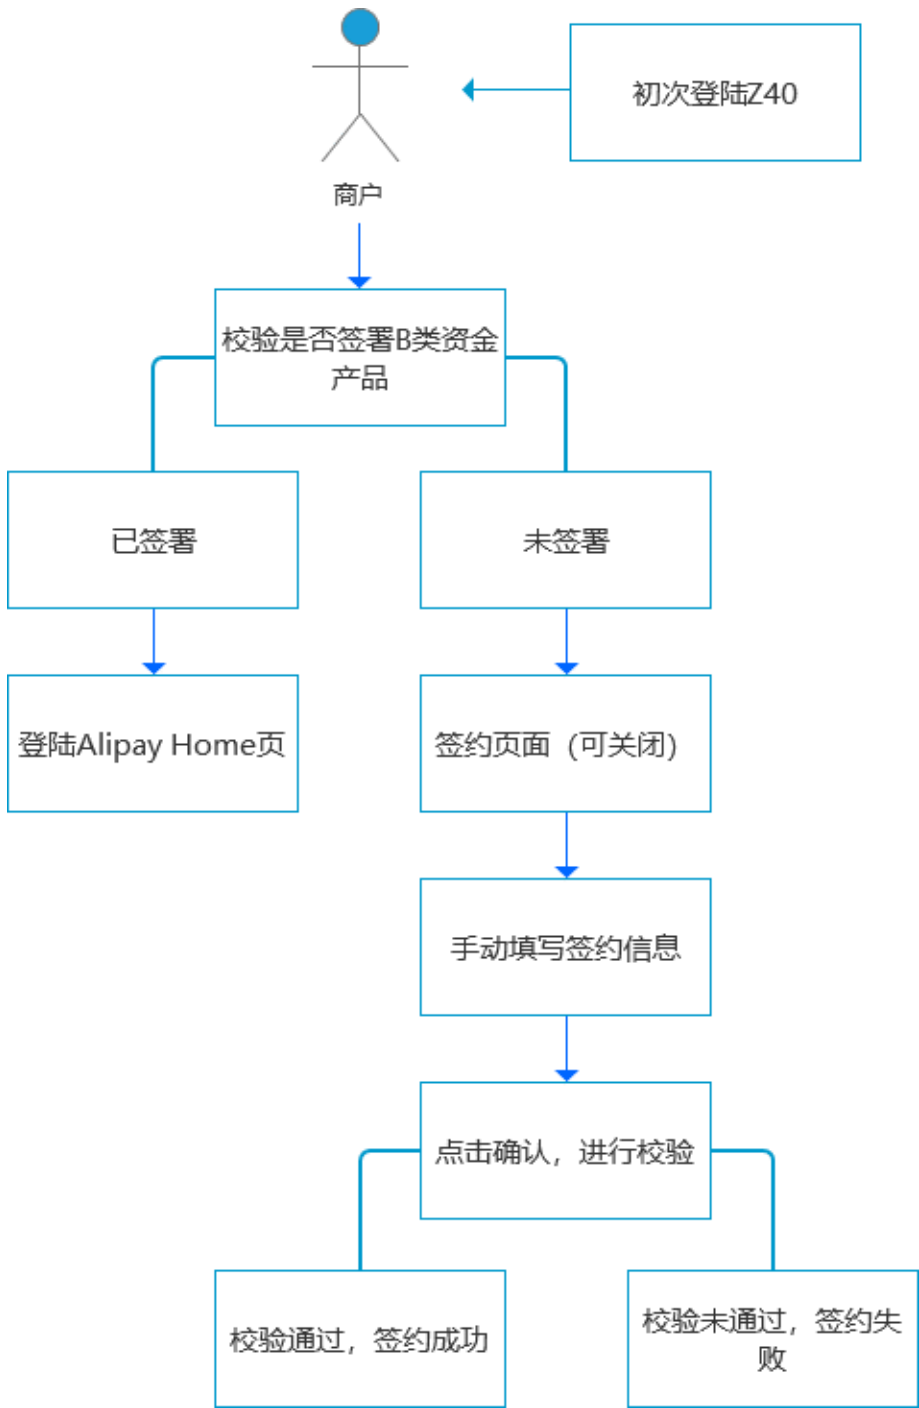 初次登陆Z40
商户
校验是否签署B类资金
产品
已签署
未签署
登陆Alipay Home页
签约页面（可关闭）
手动填写签约信息
点击确认，进行校验
校验通过，签约成功
校验未通过，签约失
败